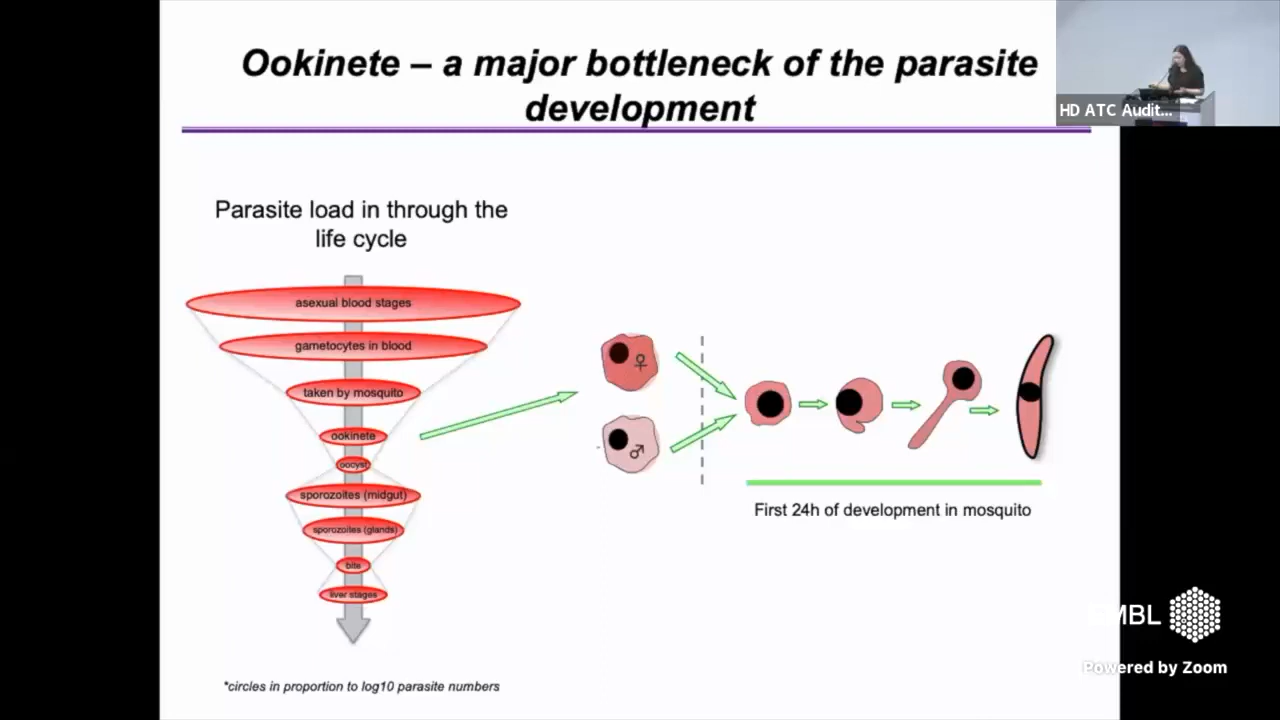 Ookinete – a major bottleneck of the parasite
development
HD ATC Audit...
Parasite load in through the
life cycle
asexual blood stages
gametocytes in blood
taken by mosquito
ookinete
oocyst
sporozoites (midgut)
sporozoites (glands)
bite
liver stages
♀
♂
First 24h of development in mosquito
*circles in proportion to log10 parasite numbers
EMBL
Powered by Zoom